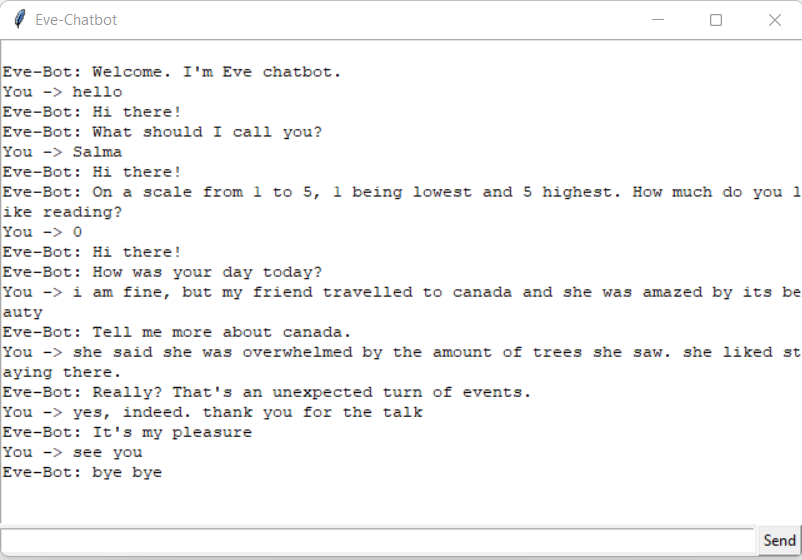 Eve-Chatbot
Eve-Bot: Welcome. I'm Eve chatbot.
You -> hello
Eve-Bot: Hi there!
Eve-Bot: What should I call you?
You -> Salma
Eve-Bot: Hi there!
Eve-Bot: On a scale from 1 to 5, 1 being lowest and 5 highest. How much do you l
ike reading?
You -> 0
Eve-Bot: Hi there!
Eve-Bot: How was your day today?
You -> i am fine, but my friend travelled to canada and she was amazed by its be
auty
Eve-Bot: Tell me more about canada.
You -> she said she was overwhelmed by the amount of trees she saw. she liked st
aying there.
Eve-Bot: Really? That's an unexpected turn of events.
You -> yes, indeed. thank you for the talk
Eve-Bot: It's my pleasure
You -> see you
Eve-Bot: bye bye
Send